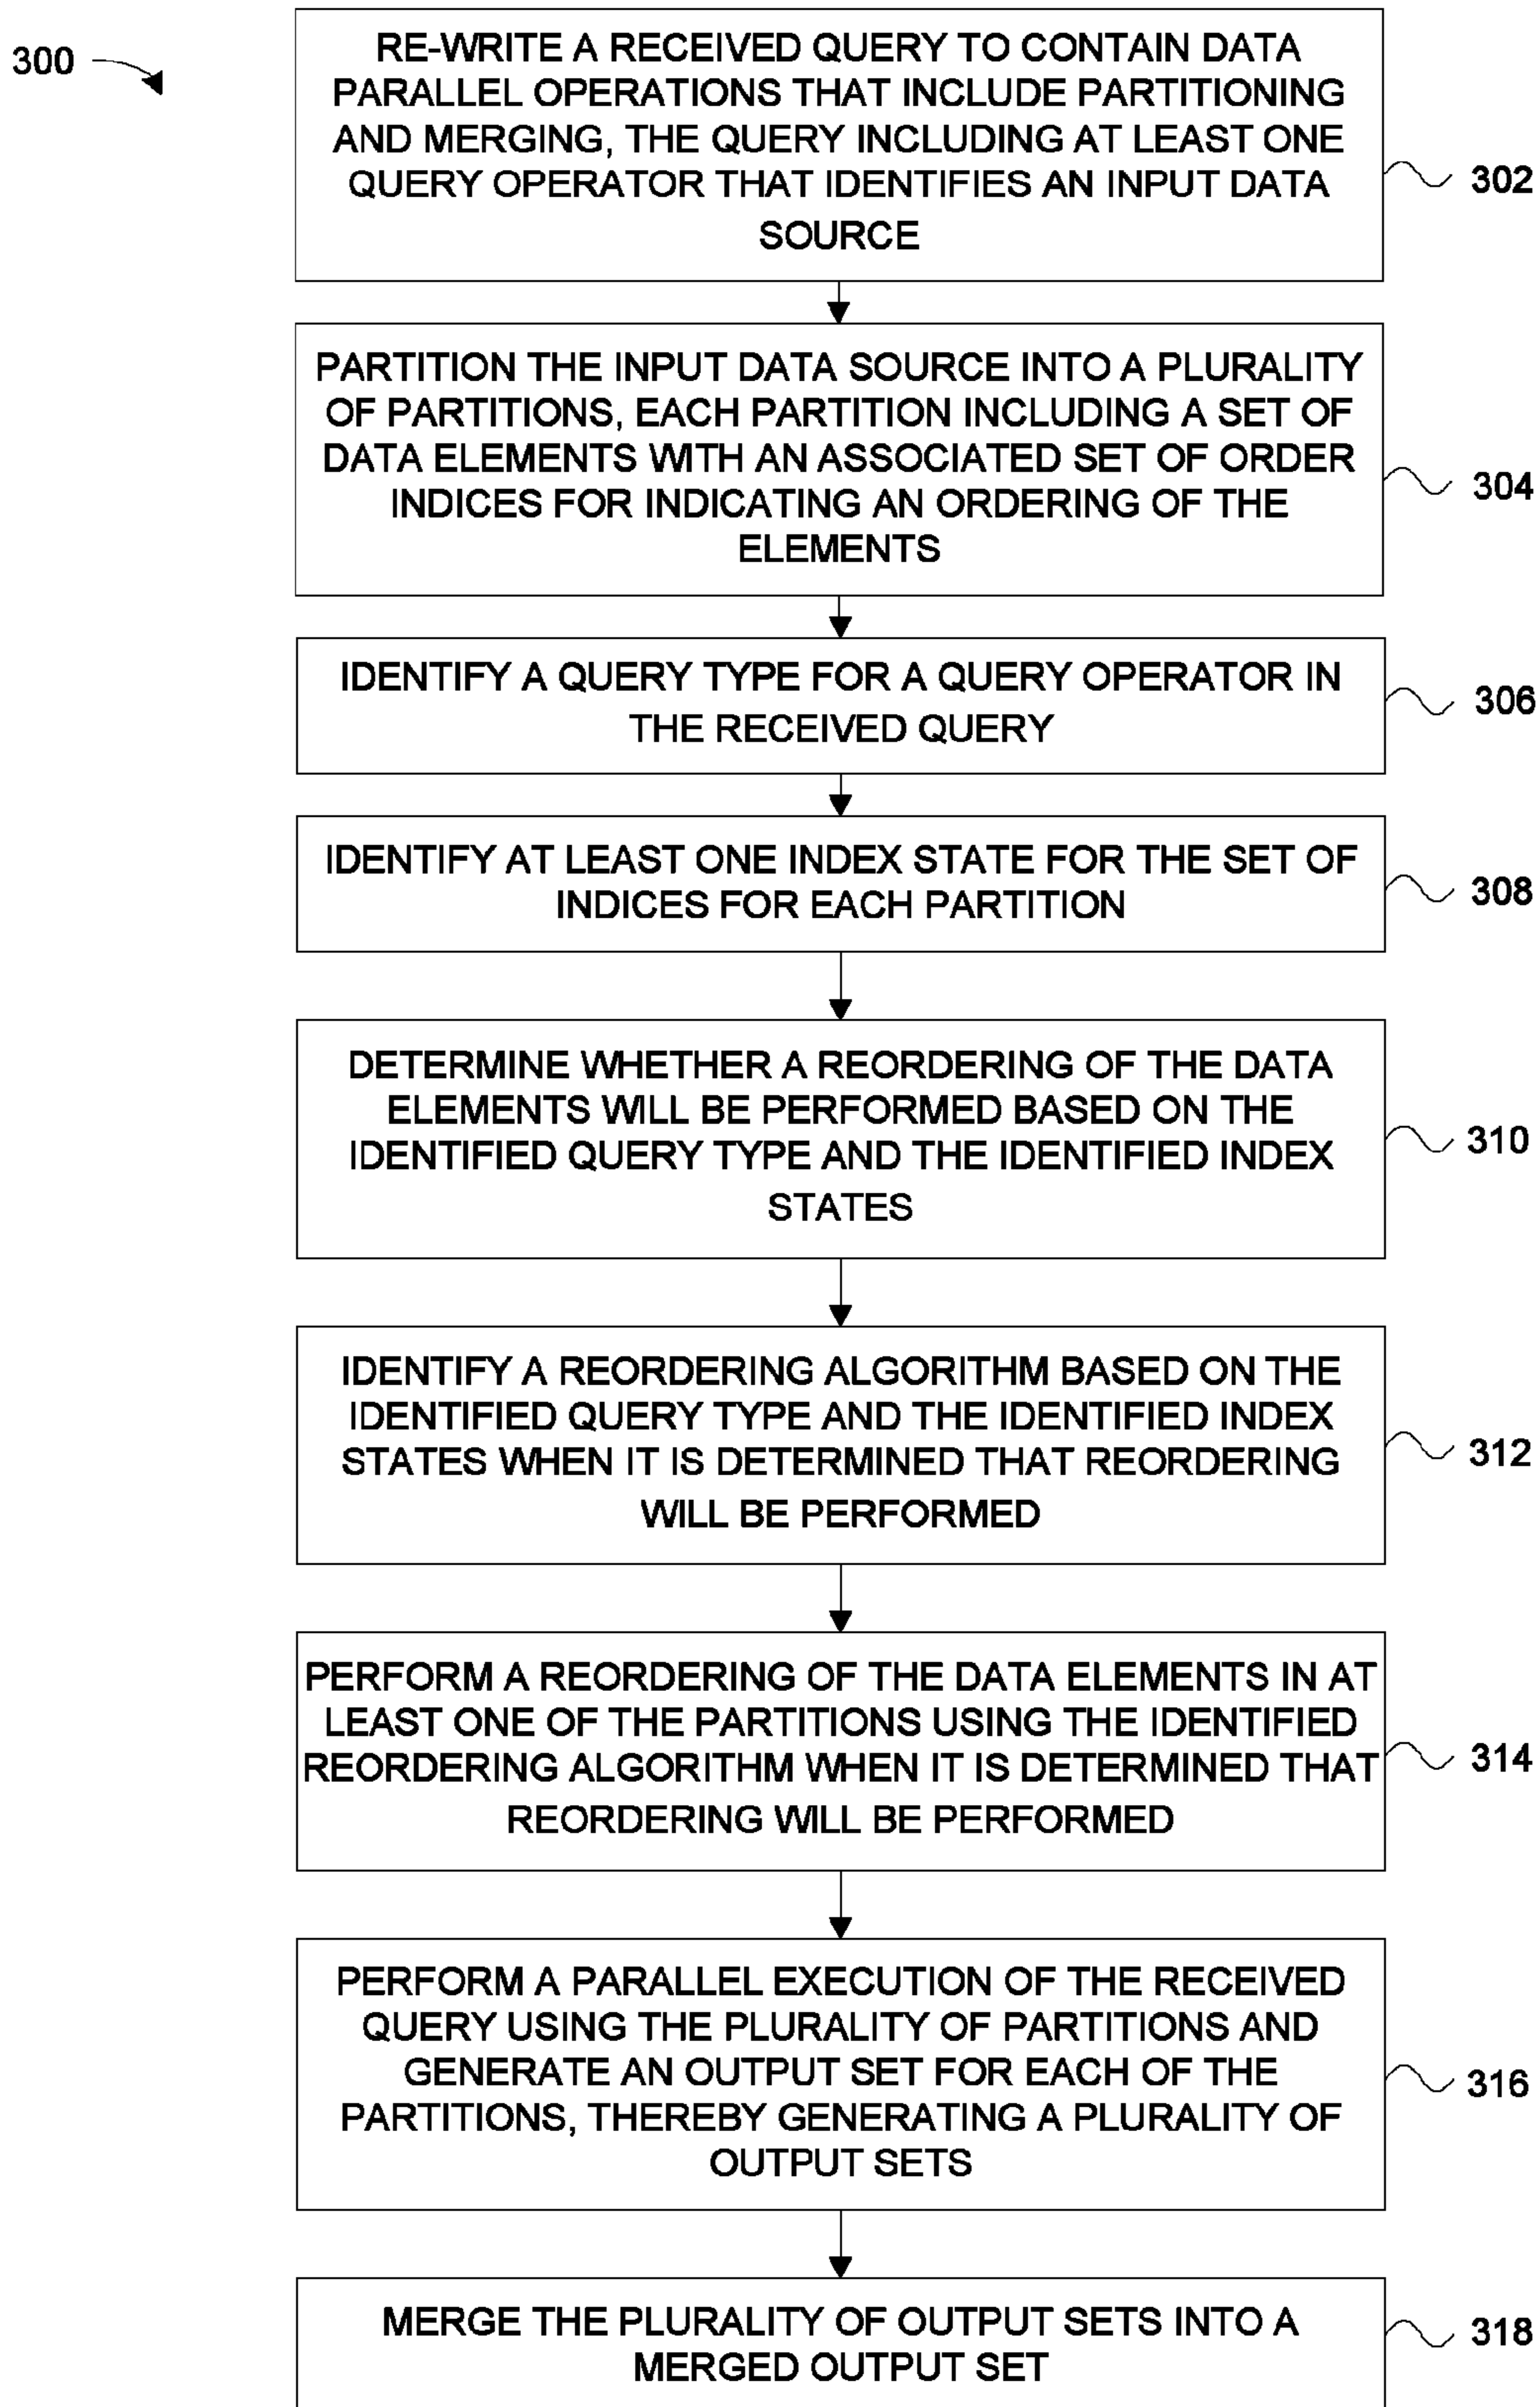 300
RE-WRITE A RECEIVED QUERY TO CONTAIN DATA
PARALLEL OPERATIONS THAT INCLUDE PARTITIONING
AND MERGING, THE QUERY INCLUDING AT LEAST ONE
QUERY OPERATOR THAT IDENTIFIES AN INPUT DATA
SOURCE
302
PARTITION THE INPUT DATA SOURCE INTO A PLURALITY
OF PARTITIONS, EACH PARTITION INCLUDING A SET OF
DATA ELEMENTS WITH AN ASSOCIATED SET OF ORDER
INDICES FOR INDICATING AN ORDERING OF THE
ELEMENTS
304
IDENTIFY A QUERY TYPE FOR A QUERY OPERATOR IN
THE RECEIVED QUERY
306
IDENTIFY AT LEAST ONE INDEX STATE FOR THE SET OF
INDICES FOR EACH PARTITION
308
DETERMINE WHETHER A REORDERING OF THE DATA
ELEMENTS WILL BE PERFORMED BASED ON THE
IDENTIFIED QUERY TYPE AND THE IDENTIFIED INDEX
STATES
310
IDENTIFY A REORDERING ALGORITHM BASED ON THE
IDENTIFIED QUERY TYPE AND THE IDENTIFIED INDEX
STATES WHEN IT IS DETERMINED THAT REORDERING
WILL BE PERFORMED
312
PERFORM A REORDERING OF THE DATA ELEMENTS IN AT
LEAST ONE OF THE PARTITIONS USING THE IDENTIFIED
REORDERING ALGORITHM WHEN IT IS DETERMINED THAT
REORDERING WILL BE PERFORMED
314
PERFORM A PARALLEL EXECUTION OF THE RECEIVED
QUERY USING THE PLURALITY OF PARTITIONS AND
GENERATE AN OUTPUT SET FOR EACH OF THE
PARTITIONS, THEREBY GENERATING A PLURALITY OF
OUTPUT SETS
316
MERGE THE PLURALITY OF OUTPUT SETS INTO A
MERGED OUTPUT SET
318